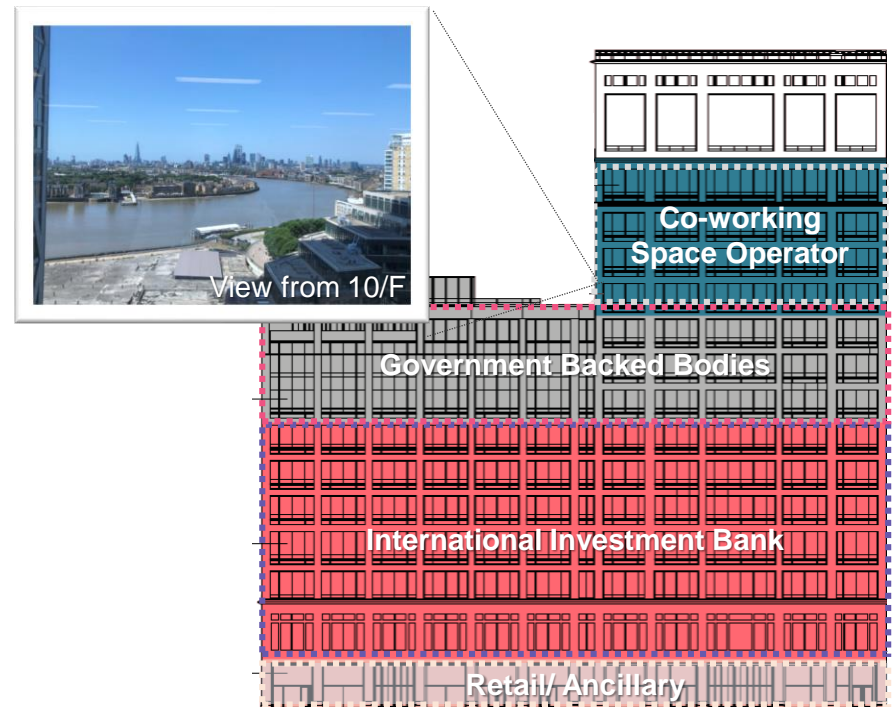 View from 10/F
Co-working
Space Operator
Government Backed Bodies
International Investment Bank
Retail/ Ancillary